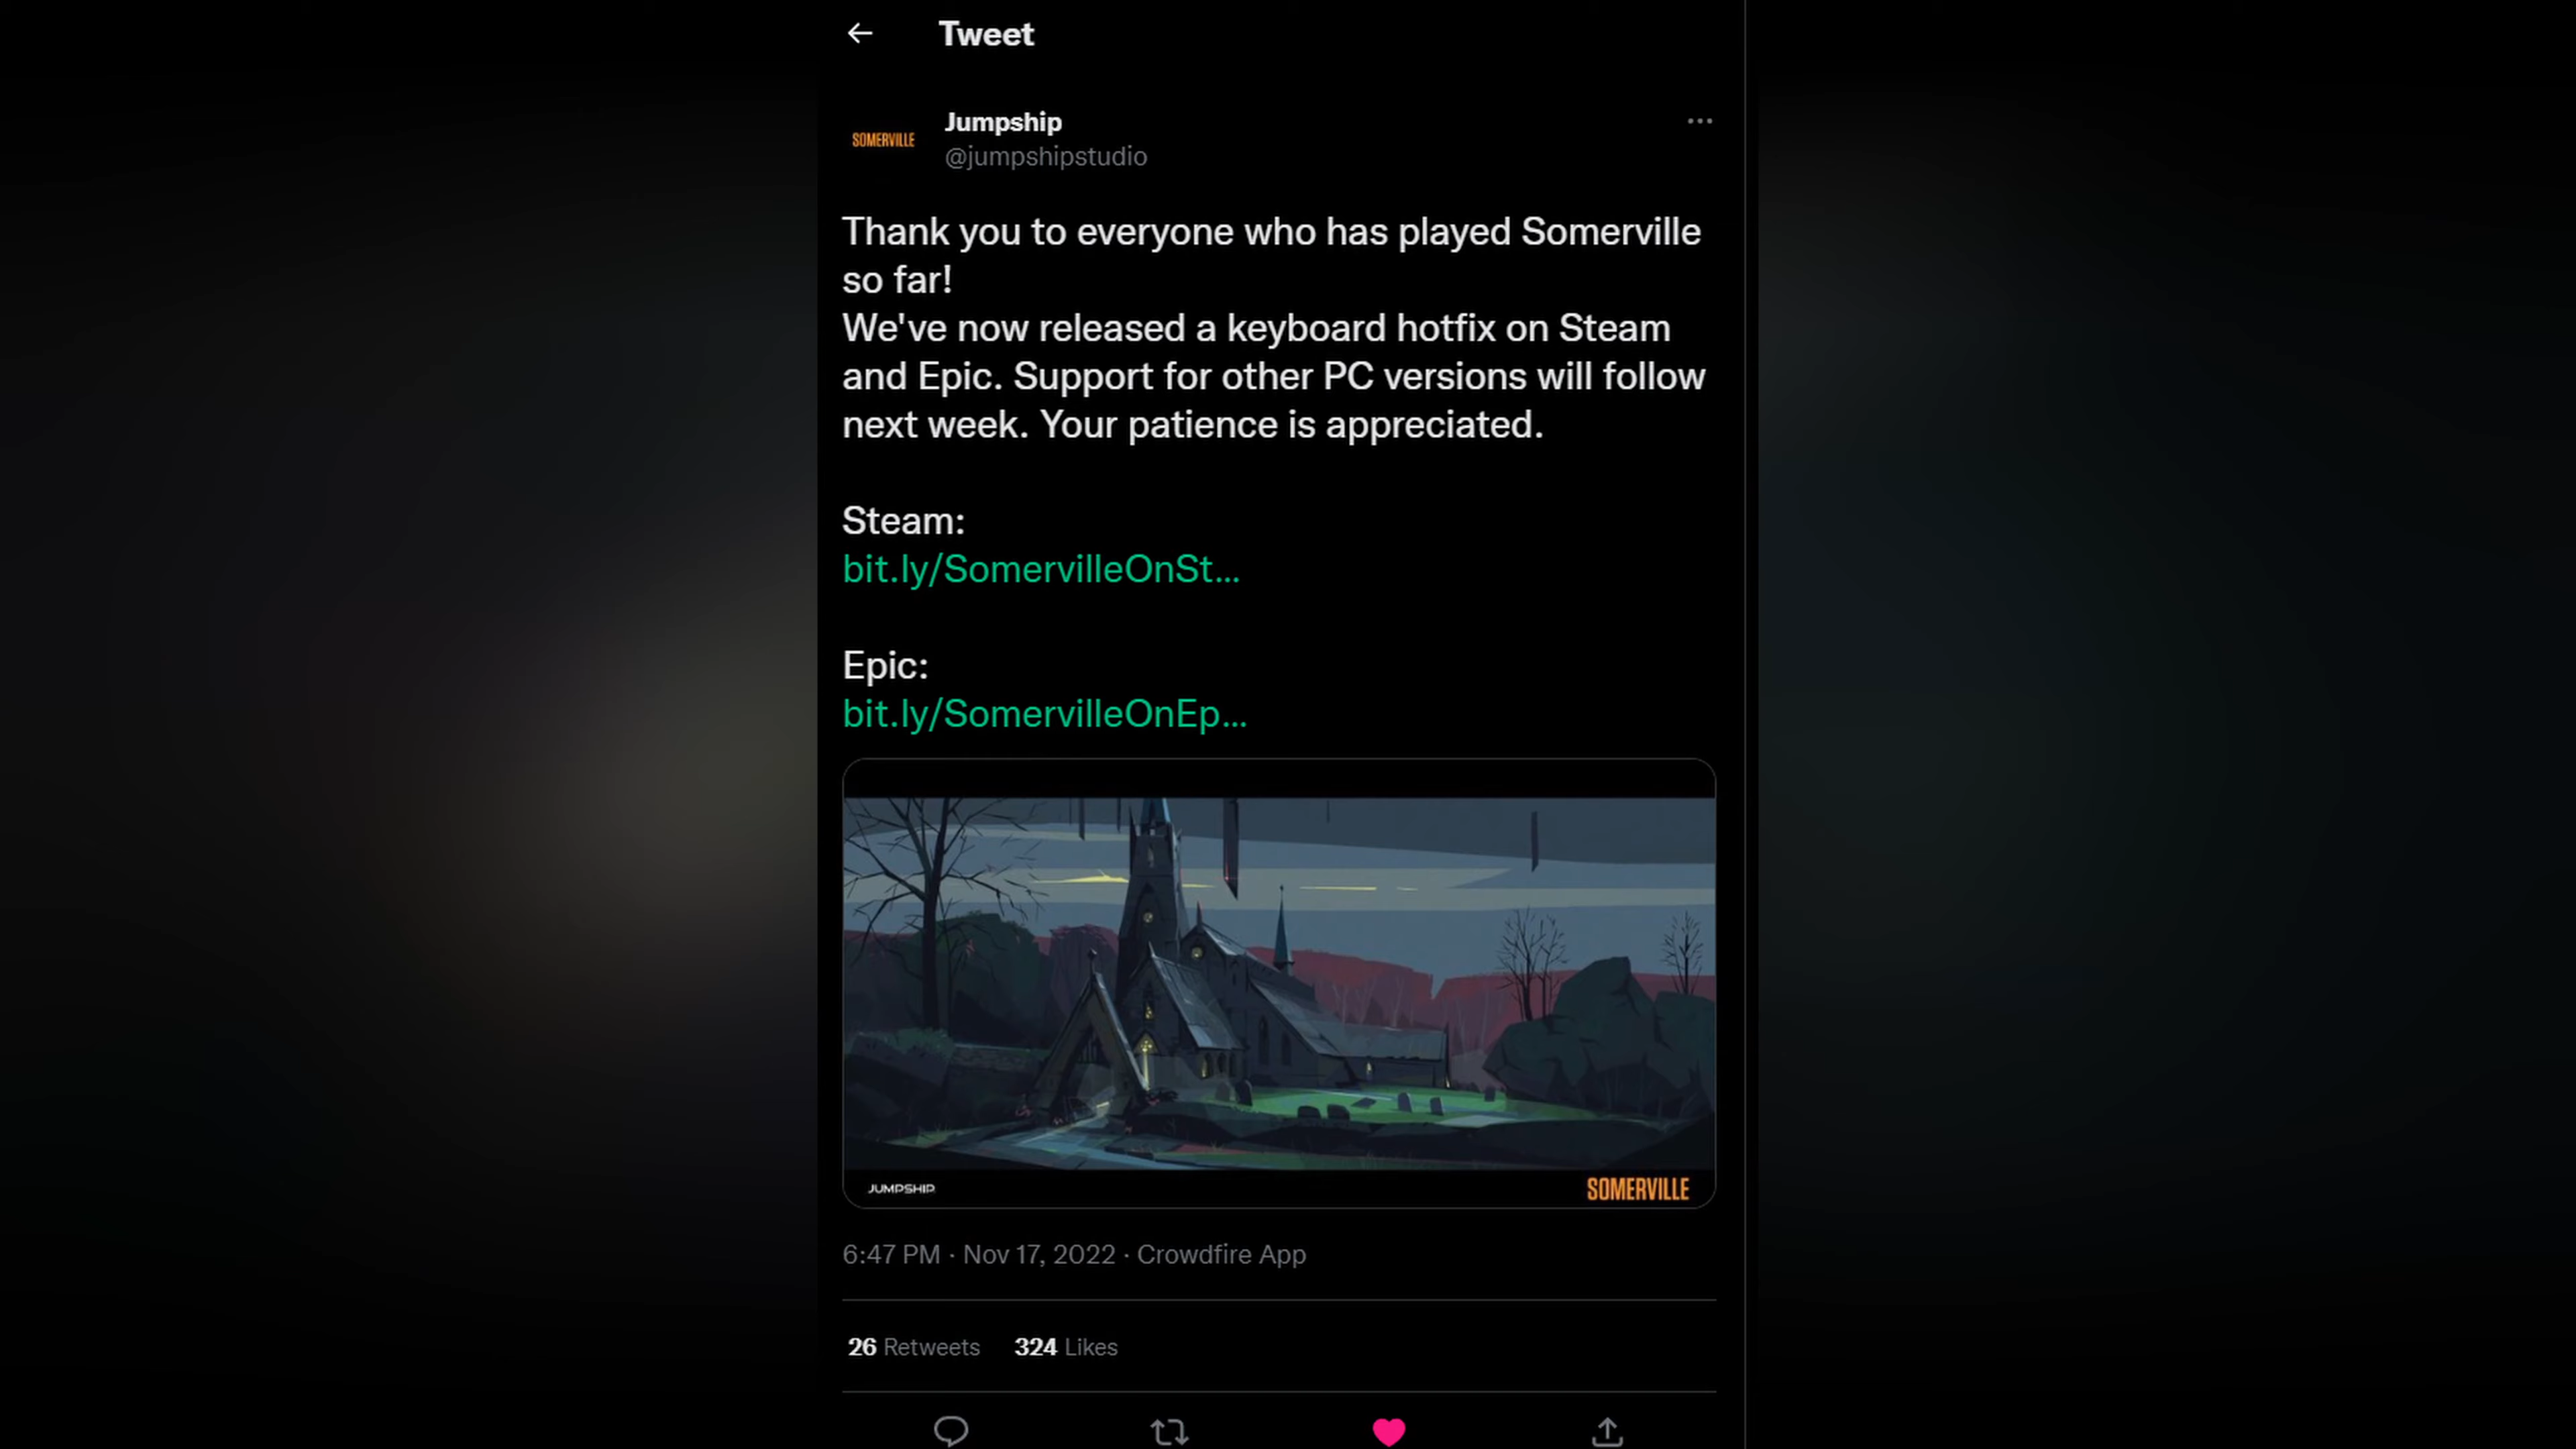 Tweet
SOMERVILLE
Jumpship
@jumpshipstudio
Thank you to everyone who has played Somerville
so far!
We've now released a keyboard hotfix on Steam
and Epic. Support for other PC versions will follow
next week. Your patience is appreciated.
Steam:
bit.ly/SomervilleOnSt...
Epic:
bit.ly/SomervilleOnEp...
JUMPSHIP
SOMERVILLE
6:47 PM · Nov 17, 2022 · Crowdfire App
26 Retweets 324 Likes